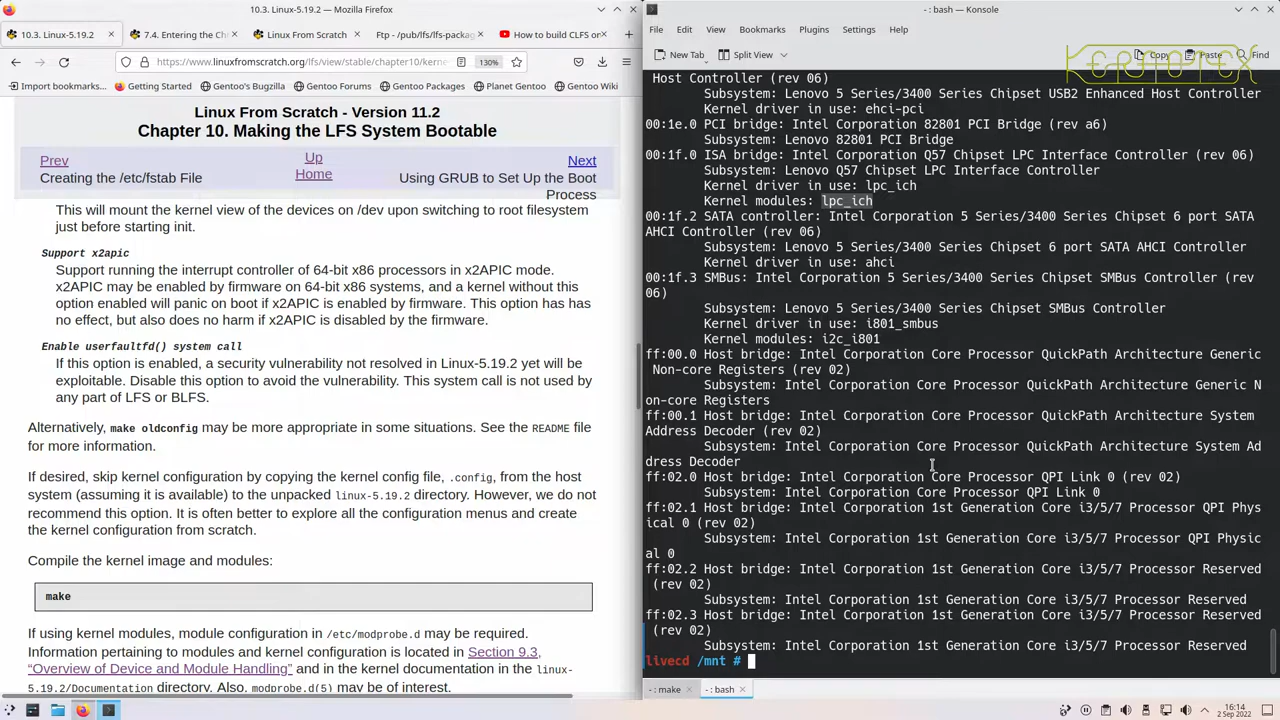 10.3. Linux-5.19.2 — Mozilla Firefox
10.3. Linux-5.19.2
7.4. Entering the Ch
Linux From Scratch
Ftp - /pub/lfs/lfs-packag
How to build CLFS on
https://www.linuxfromscratch.org/lfs/view/stable/chapter10/kerne
130%
Import bookmarks...
Getting Started
Gentoo's Bugzilla
Gentoo Forums
Gentoo Packages
Planet Gentoo
Gentoo Wiki
Linux From Scratch - Version 11.2
Chapter 10. Making the LFS System Bootable
Prev
Up
Next
Creating the /etc/fstab File
Home
Using GRUB to Set Up the Boot
Process
This will mount the kernel view of the devices on /dev upon switching to root filesystem
just before starting init.
Support x2apic
Support running the interrupt controller of 64-bit x86 processors in x2APIC mode.
x2APIC may be enabled by firmware on 64-bit x86 systems, and a kernel without this
option enabled will panic on boot if x2APIC is enabled by firmware. This option has has
no effect, but also does no harm if x2APIC is disabled by the firmware.
Enable userfaultfd() system call
If this option is enabled, a security vulnerability not resolved in Linux-5.19.2 yet will be
exploitable. Disable this option to avoid the vulnerability. This system call is not used by
any part of LFS or BLFS.
Alternatively, make oldconfig may be more appropriate in some situations. See the README file
for more information.
If desired, skip kernel configuration by copying the kernel config file, .config, from the host
system (assuming it is available) to the unpacked linux-5.19.2 directory. However, we do not
recommend this option. It is often better to explore all the configuration menus and create
the kernel configuration from scratch.
Compile the kernel image and modules:
make
If using kernel modules, module configuration in /etc/modprobe.d may be required.
Information pertaining to modules and kernel configuration is located in Section 9.3,
“Overview of Device and Module Handling” and in the kernel documentation in the linux-
5.19.2/Documentation directory. Also, modprobe.d(5) may be of interest.
- : bash — Konsole
File Edit View Bookmarks Plugins Settings Help
New Tab
Split View
Copy
Paste
Find
KERNOTEX
Host Controller (rev 06)
Subsystem: Lenovo 5 Series/3400 Series Chipset USB2 Enhanced Host Controller
Kernel driver in use: ehci-pci
00:1e.0 PCI bridge: Intel Corporation 82801 PCI Bridge (rev a6)
Subsystem: Lenovo 82801 PCI Bridge
00:1f.0 ISA bridge: Intel Corporation Q57 Chipset LPC Interface Controller (rev 06)
Subsystem: Lenovo Q57 Chipset LPC Interface Controller
Kernel driver in use: lpc_ich
Kernel modules: lpc_ich
00:1f.2 SATA controller: Intel Corporation 5 Series/3400 Series Chipset 6 port SATA
AHCI Controller (rev 06)
Subsystem: Lenovo 5 Series/3400 Series Chipset 6 port SATA AHCI Controller
Kernel driver in use: ahci
00:1f.3 SMBus: Intel Corporation 5 Series/3400 Series Chipset SMBus Controller (rev
06)
Subsystem: Lenovo 5 Series/3400 Series Chipset SMBus Controller
Kernel driver in use: i801_smbus
Kernel modules: i2c_i801
ff:00.0 Host bridge: Intel Corporation Core Processor QuickPath Architecture Generic
Non-core Registers (rev 02)
Subsystem: Intel Corporation Core Processor QuickPath Architecture Generic N
on-core Registers
ff:00.1 Host bridge: Intel Corporation Core Processor QuickPath Architecture System
Address Decoder (rev 02)
Subsystem: Intel Corporation Core Processor QuickPath Architecture System Ad
dress Decoder
ff:02.0 Host bridge: Intel Corporation Core Processor QPI Link 0 (rev 02)
Subsystem: Intel Corporation Core Processor QPI Link 0
ff:02.1 Host bridge: Intel Corporation 1st Generation Core i3/5/7 Processor QPI Phys
ical 0 (rev 02)
Subsystem: Intel Corporation 1st Generation Core i3/5/7 Processor QPI Physic
al 0
ff:02.2 Host bridge: Intel Corporation 1st Generation Core i3/5/7 Processor Reserved
(rev 02)
Subsystem: Intel Corporation 1st Generation Core i3/5/7 Processor Reserved
ff:02.3 Host bridge: Intel Corporation 1st Generation Core i3/5/7 Processor Reserved
(rev 02)
Subsystem: Intel Corporation 1st Generation Core i3/5/7 Processor Reserved
livecd /mnt #
- : make
- : bash
16:14
2 Sep 2022